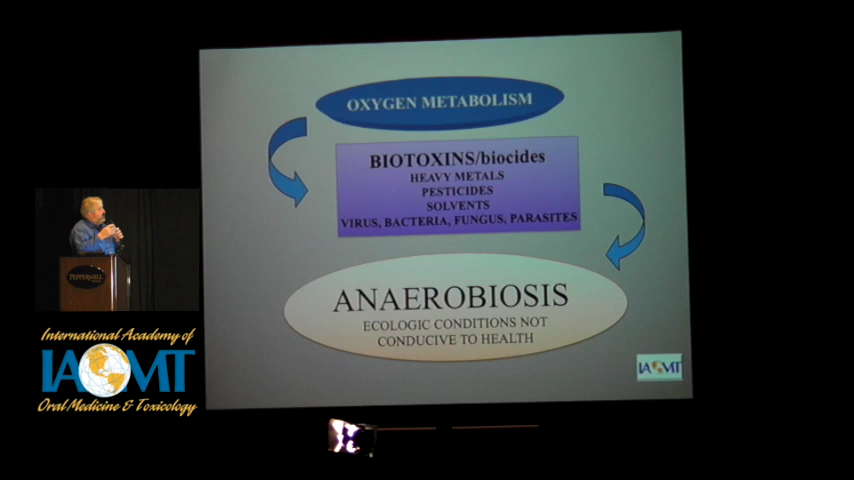 OXYGEN METABOLISM
BIOTOXINS/biocides
HEAVY METALS
PESTICIDES
SOLVENTS
VIRUS, BACTERIA, FUNGUS, PARASITES
ANAEROBIOSIS
ECOLOGIC CONDITIONS NOT
CONDUCIVE TO HEALTH
IAOMT
PEPPERMILL
International Academy of
IAOMT
Oral Medicine & Toxicology